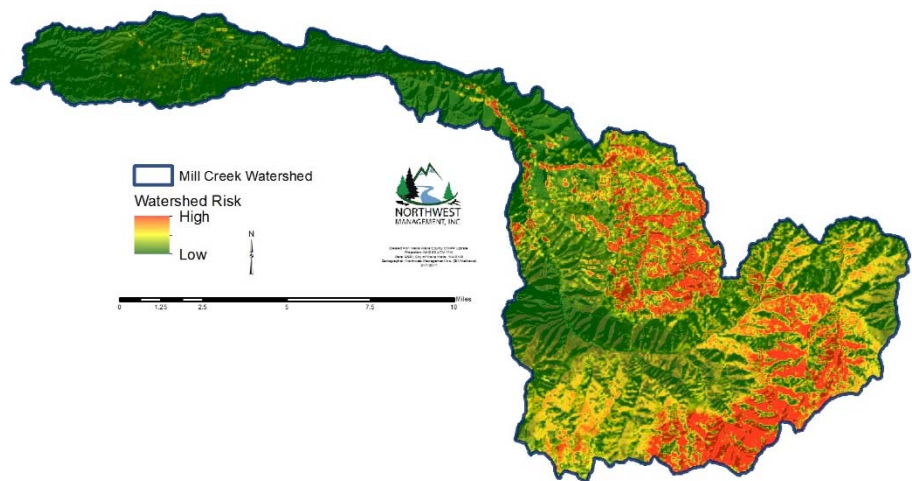 Mill Creek Watershed
Watershed Risk
High
Low
N
NORTHWEST
MANAGEMENT, INC
Miles
0 1.25 2.5 5 7.5 10